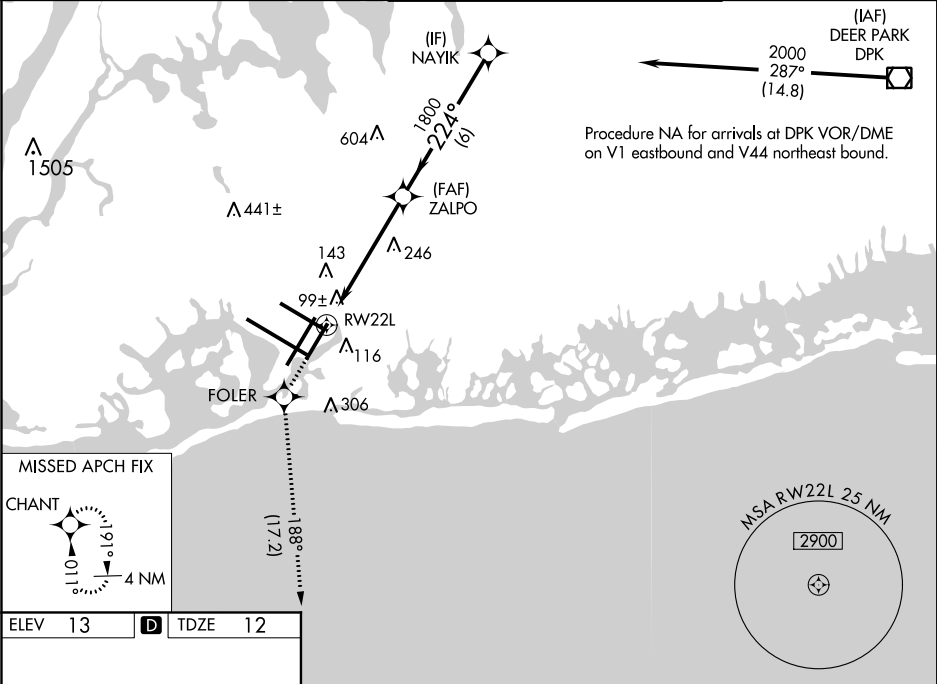 (IF)
NAYIK
(IAF)
DEER PARK
DPK
2000
287°
(14.8)
Procedure NA for arrivals at DPK VOR/DME
on V1 eastbound and V44 northeast bound.
1800
224°
(6)
604
1505
(FAF)
ZALPO
441±
246
143
99±
RW22L
116
FOLER
306
188°
(17.2)
MISSED APCH FIX
CHANT
191°
011°
4 NM
MSA RW22L 25 NM
2900
ELEV 13 D TDZE 12